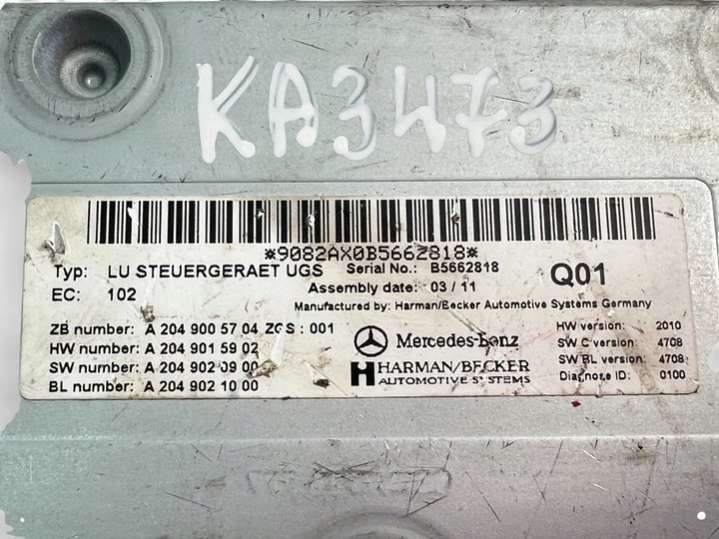 KA3473
*9082AX0B5662818*
Typ: LU STEUERGERAET UGS Serial No.: B5662818 Q01
EC: 102 Assembly date: 03 / 11
Manufactured by: Harman/Becker Automotive Systems Germany
ZB number: A 204 900 57 04 ZGS : 001 HW version: 2010
HW number: A 204 901 59 02 Mercedes-Benz SW C version: 4708
SW number: A 204 902 09 00 HARMAN/BECKER SW BL version: 4708
BL number: A 204 902 10 00 AUTOMOTIVE SYSTEMS Diagnose ID: 0100